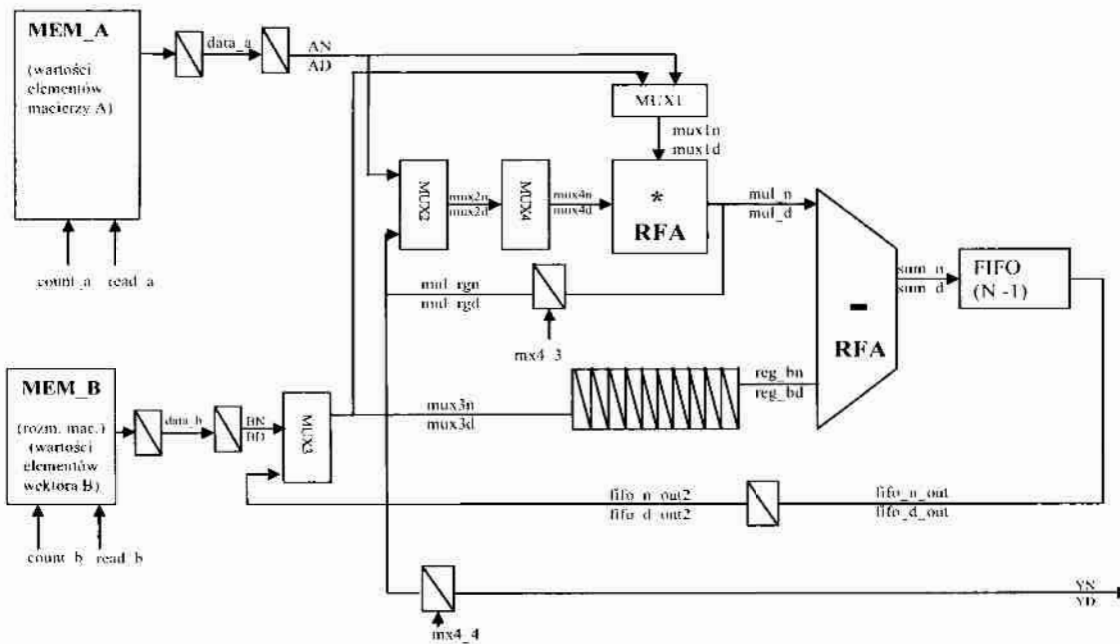 MEM_A
(wartości
elementów
macierzy A)
data_a
AN
AD
MUX1
mux1n
mux1d
MUX2
mux2n
mux2d
MUX4
mux4n
mux4d
*
RFA
mul_n
mul_d
count_a
read_a
mul_rgn
mul_rgd
mx4_3
-
RFA
sum_n
sum_d
FIFO
(N -1)
MEM_B
(rozm. mac.)
(wartości
elementów
wektora B)
data_b
BN
BD
MUX3
mux3n
mux3d
reg_bn
reg_bd
fifo_n_out2
fifo_d_out2
fifo_n_out
fifo_d_out
count_b
read_b
mx4_4
YN
YD